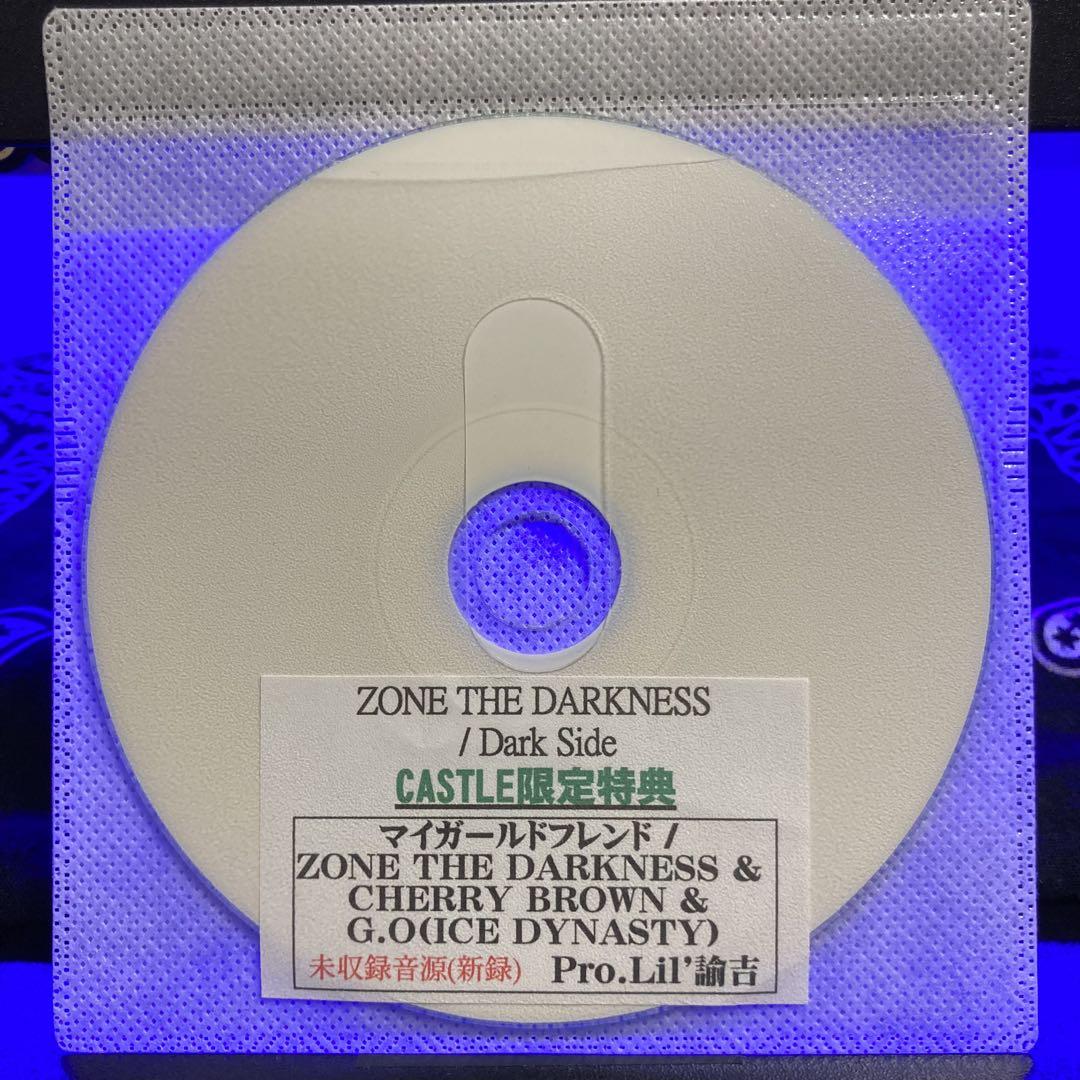 ZONE THE DARKNESS
/ Dark Side
CASTLE限定特典
マイガールドフレンド /
ZONE THE DARKNESS &
CHERRY BROWN &
G.O(ICE DYNASTY)
未収録音源(新録) Pro.Lil’諭吉